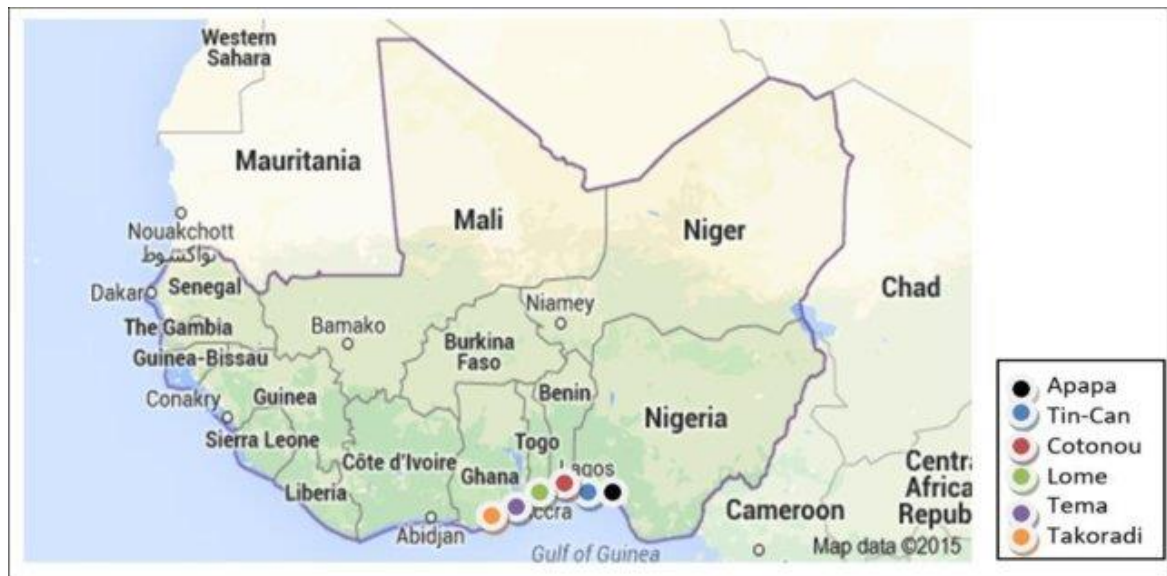 Western
Sahara
Mauritania
Mali
Niger
Nouakchott
نواكشوط
Chad
Dakar
Senegal
Niamey
The Gambia
Bamako
Burkina
Faso
Guinea-Bissau
Benin
Guinea
Conakry
Nigeria
Sierra Leone
Togo
Côte d'Ivoire
Ghana
Liberia
Abidjan
Cameroon
Gulf of Guinea
Map data ©2015
Apapa
Tin-Can
Cotonou
Lome
Tema
Takoradi